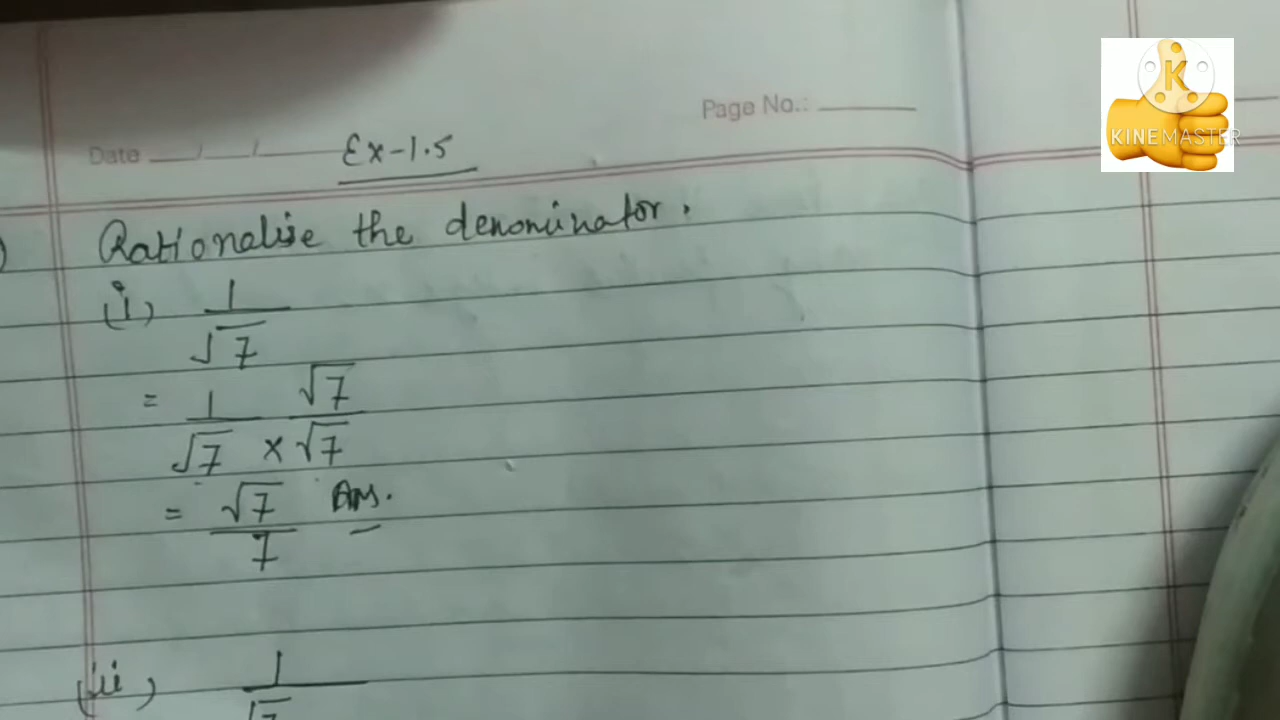 Page No.:
Date / / Ex-1.5
) Rationalise the denominator.
(i) 1
√7
= 1 √7
√7 × √7
= √7 Ans.
7
(ii) 1
√7
K
KINEMASTER